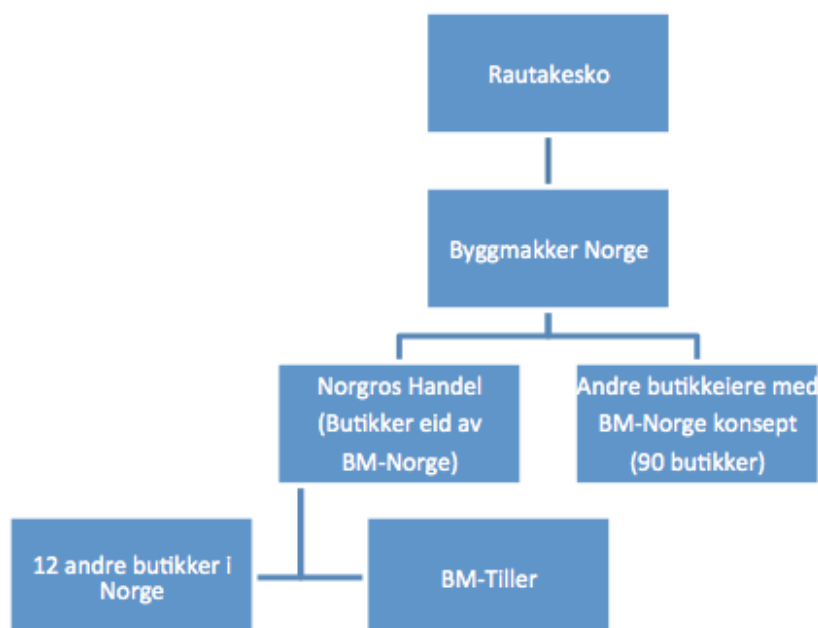 Rautakesko
Byggmakker Norge
Norgros Handel
(Butikker eid av
BM-Norge)
Andre butikkeiere med
BM-Norge konsept
(90 butikker)
12 andre butikker i
Norge
BM-Tiller